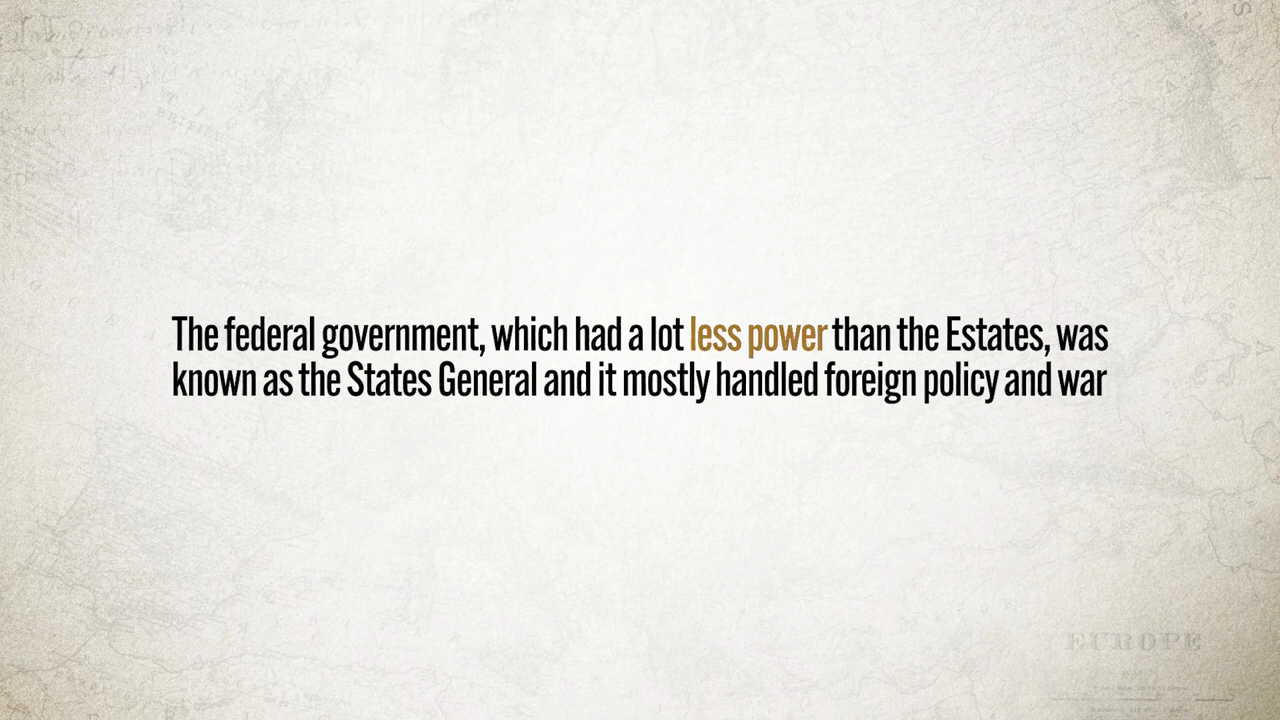 The federal government, which had a lot less power than the Estates, was
known as the States General and it mostly handled foreign policy and war
EUROPE